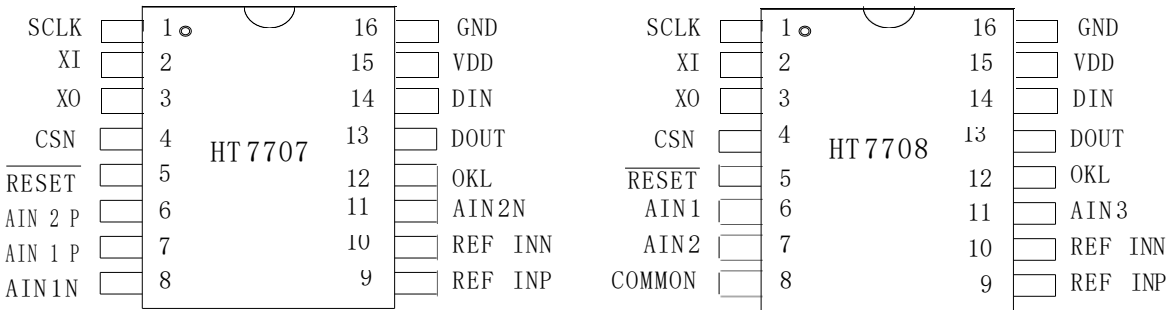 SCLK 1 16 GND
XI 2 15 VDD
XO 3 14 DIN
CSN 4 13 DOUT
HT7707
RESET 5 12 OKL
AIN 2 P 6 11 AIN2N
AIN 1 P 7 10 REF INN
AIN1N 8 9 REF INP
SCLK 1 16 GND
XI 2 15 VDD
XO 3 14 DIN
CSN 4 13 DOUT
HT7708
RESET 5 12 OKL
AIN1 6 11 AIN3
AIN2 7 10 REF INN
COMMON 8 9 REF INP